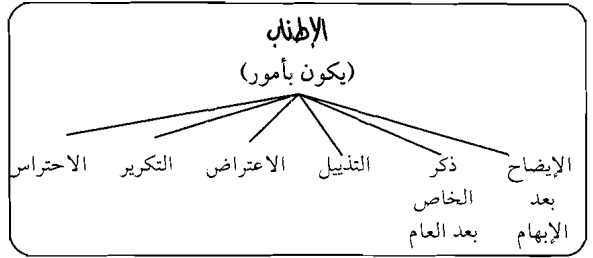 الإطناب
(يكون بأمور)
الإيضاح بعد الإبهام
ذكر الخاص بعد العام
التذييل
الاعتراض
التكرير
الاحتراس